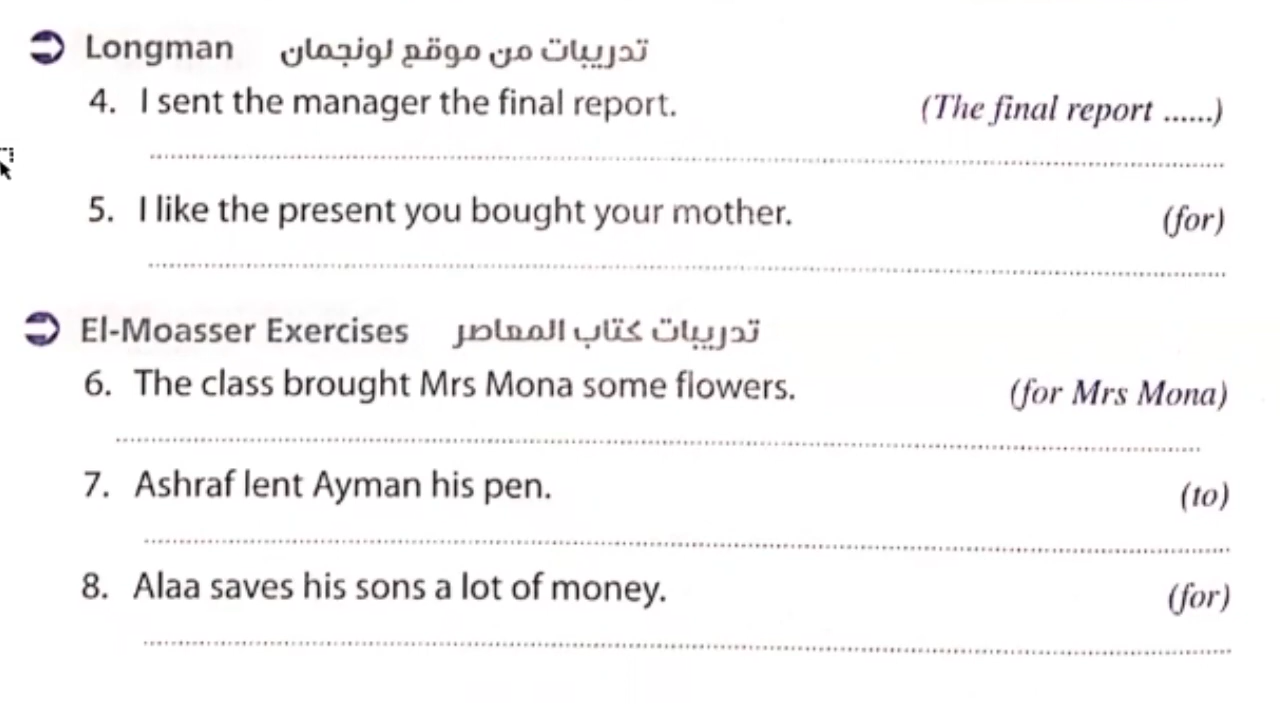 Longman تدريبات من موقع لونجمان
4. I sent the manager the final report. (The final report ......)
5. I like the present you bought your mother. (for)
El-Moasser Exercises تدريبات كتاب المعاصر
6. The class brought Mrs Mona some flowers. (for Mrs Mona)
7. Ashraf lent Ayman his pen. (to)
8. Alaa saves his sons a lot of money. (for)